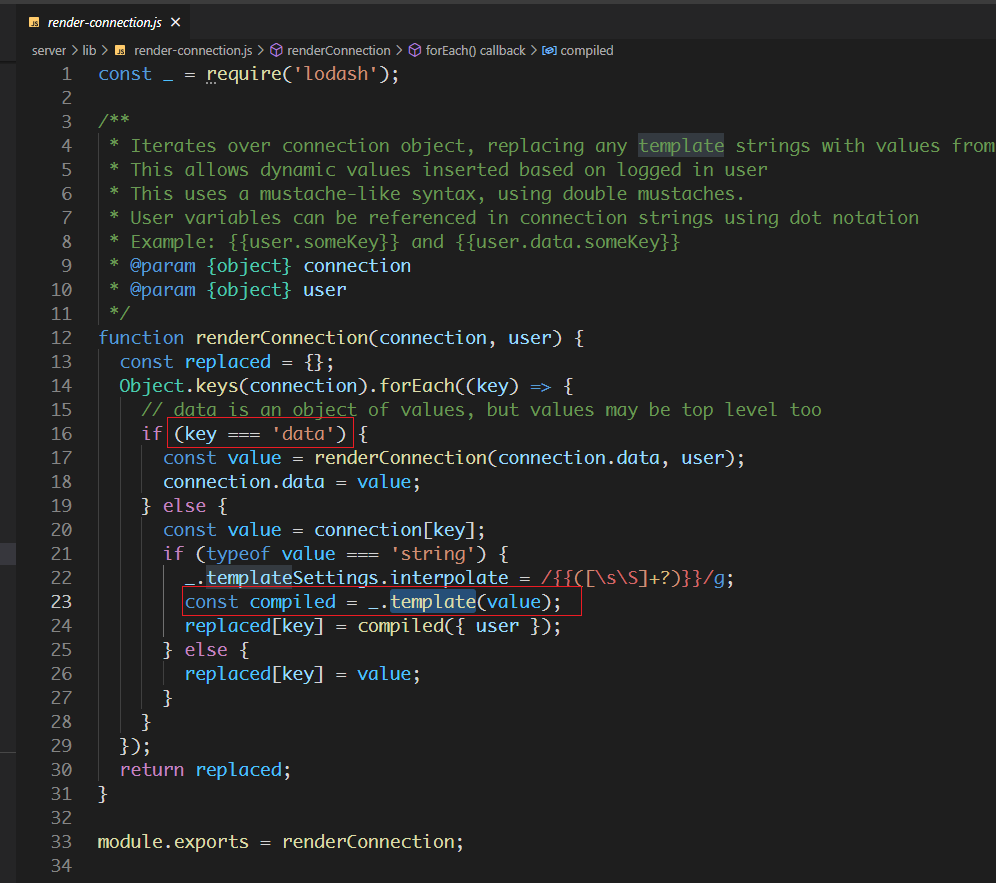 JS render-connection.js ×
server > lib > JS render-connection.js > renderConnection > forEach() callback > compiled
1 const _ = require('lodash');
2
3 /**
4  * Iterates over connection object, replacing any template strings with values from
5  * This allows dynamic values inserted based on logged in user
6  * This uses a mustache-like syntax, using double mustaches.
7  * User variables can be referenced in connection strings using dot notation
8  * Example: {{user.someKey}} and {{user.data.someKey}}
9  * @param {object} connection
10  * @param {object} user
11  */
12 function renderConnection(connection, user) {
13   const replaced = {};
14   Object.keys(connection).forEach((key) => {
15     // data is an object of values, but values may be top level too
16     if (key === 'data') {
17       const value = renderConnection(connection.data, user);
18       connection.data = value;
19     } else {
20       const value = connection[key];
21       if (typeof value === 'string') {
22         _.templateSettings.interpolate = /{{([\s\S]+?)}}/g;
23         const compiled = _.template(value);
24         replaced[key] = compiled({ user });
25       } else {
26         replaced[key] = value;
27       }
28     }
29   });
30   return replaced;
31 }
32
33 module.exports = renderConnection;
34